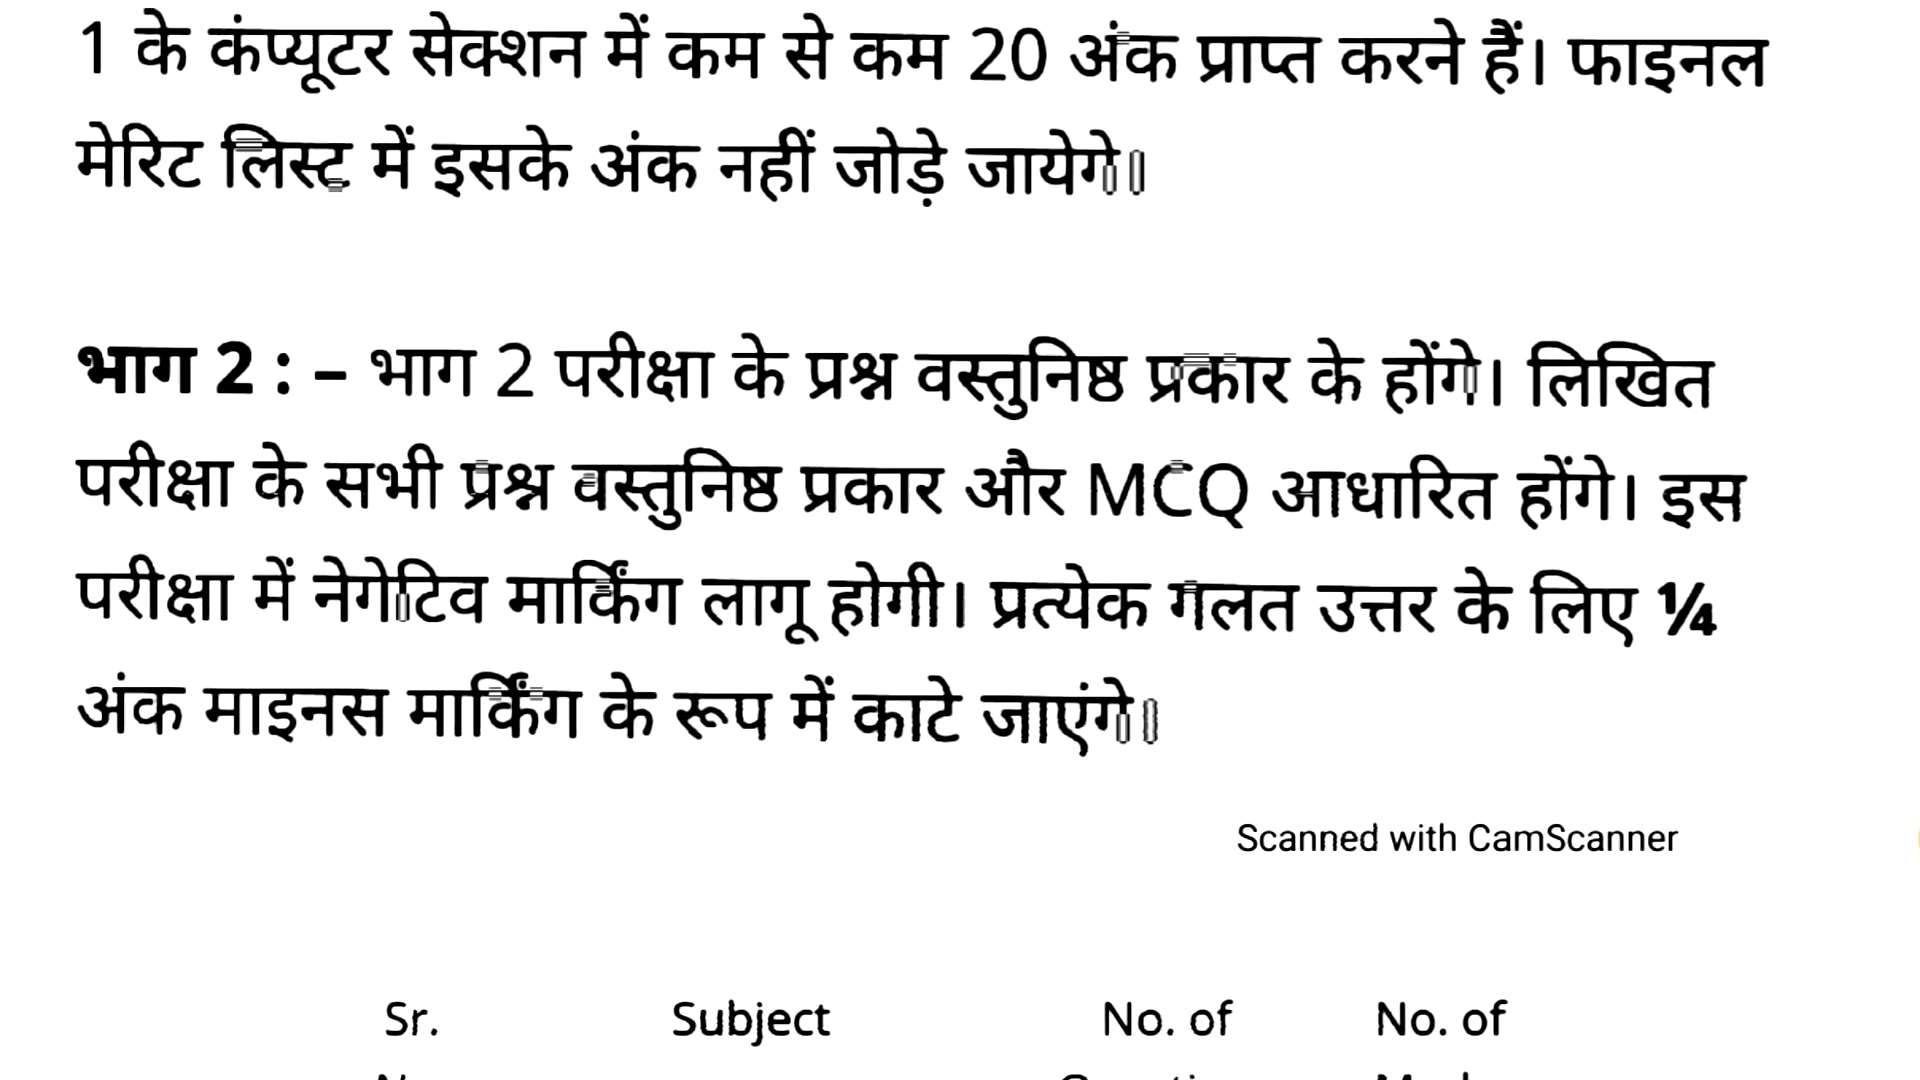 1 के कंप्यूटर सेक्शन में कम से कम 20 अंक प्राप्त करने हैं। फाइनल
मेरिट लिस्ट में इसके अंक नहीं जोड़े जायेगे।
भाग 2 : – भाग 2 परीक्षा के प्रश्न वस्तुनिष्ठ प्रकार के होंगे। लिखित
परीक्षा के सभी प्रश्न वस्तुनिष्ठ प्रकार और MCQ आधारित होंगे। इस
परीक्षा में नेगेटिव मार्किंग लागू होगी। प्रत्येक गलत उत्तर के लिए ¼
अंक माइनस मार्किंग के रूप में काटे जाएंगे।
Scanned with CamScanner
Sr. Subject No. of No. of